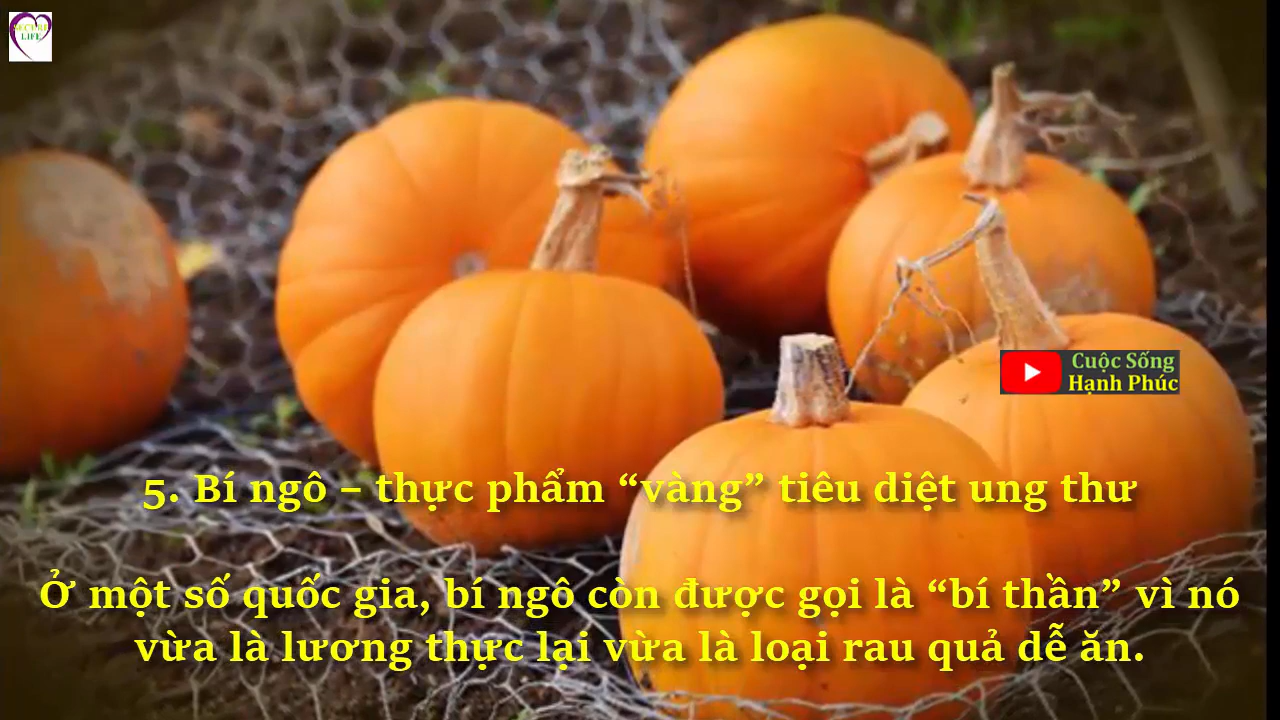 SECURE
LIFE
Cuộc Sống
Hạnh Phúc
5. Bí ngô – thực phẩm “vàng” tiêu diệt ung thư
Ở một số quốc gia, bí ngô còn được gọi là “bí thần” vì nó
vừa là lương thực lại vừa là loại rau quả dễ ăn.